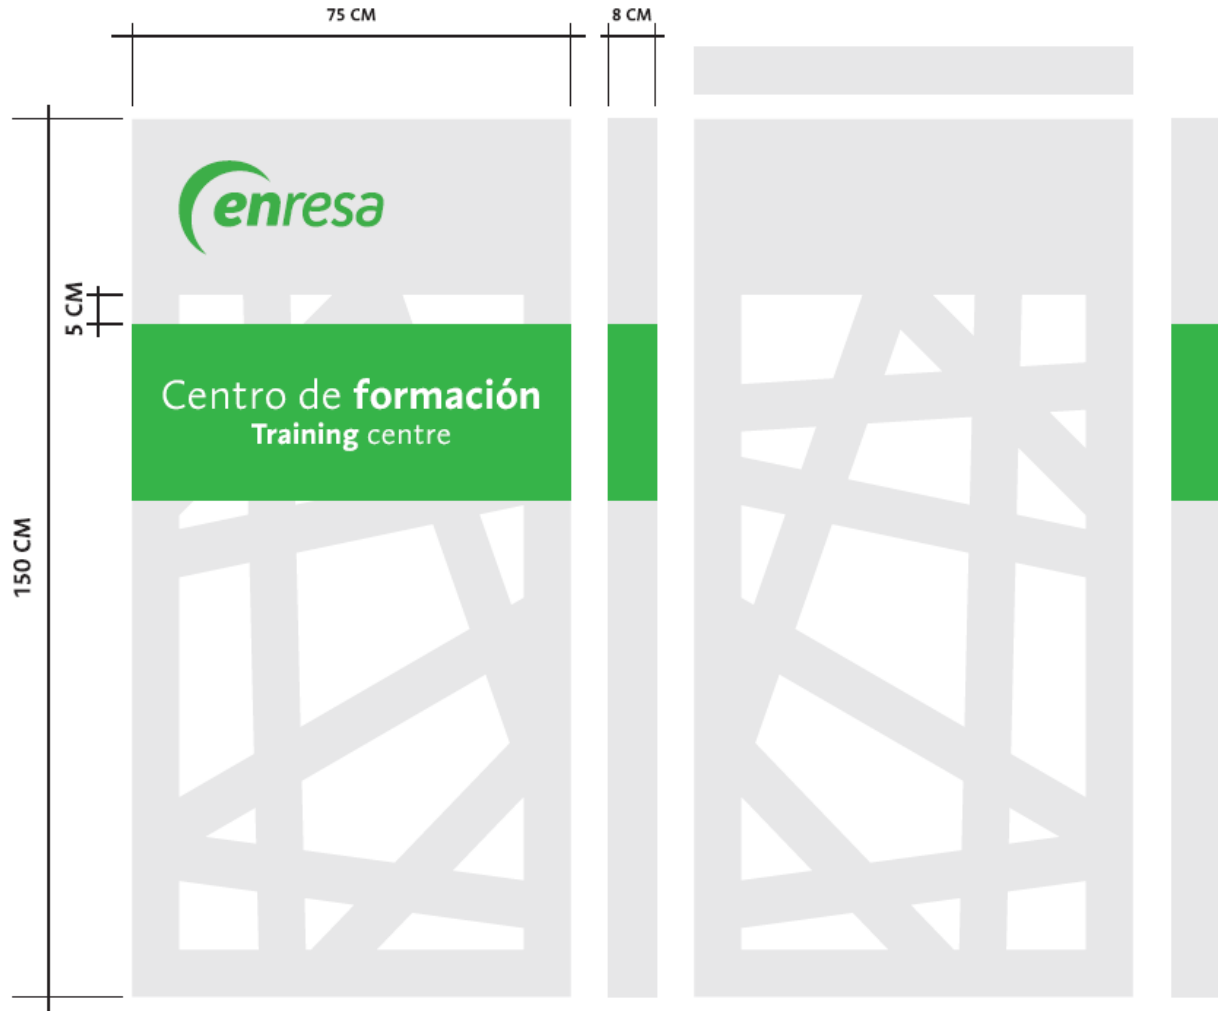 75 CM
8 CM
enresa
5 CM
Centro de formación
Training centre
150 CM